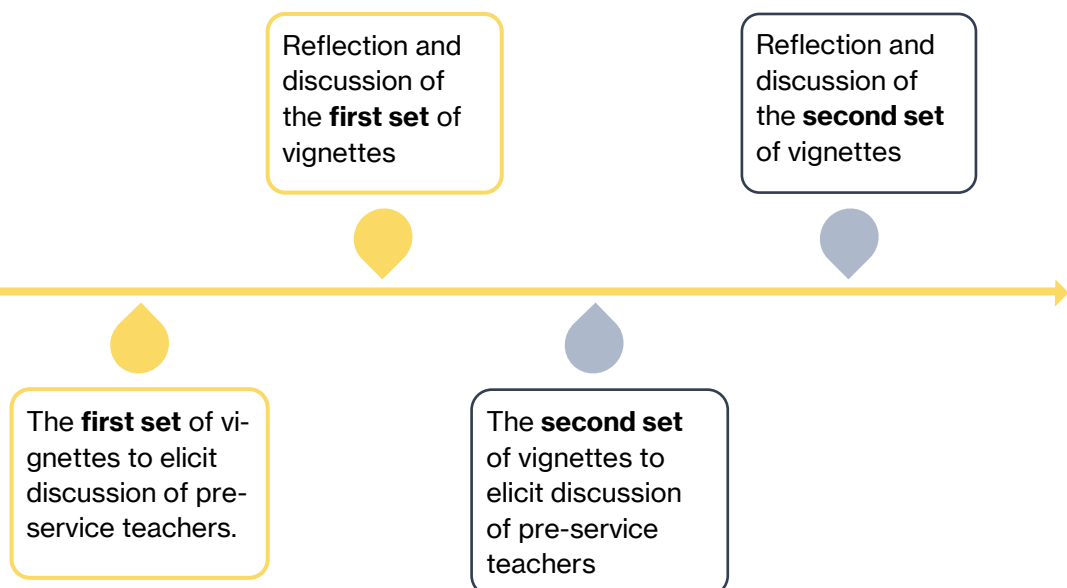 Reflection and
discussion of
the first set of
vignettes
Reflection and
discussion of
the second set
of vignettes
The first set of vi-
gnettes to elicit
discussion of pre-
service teachers.
The second set
of vignettes to
elicit discussion
of pre-service
teachers